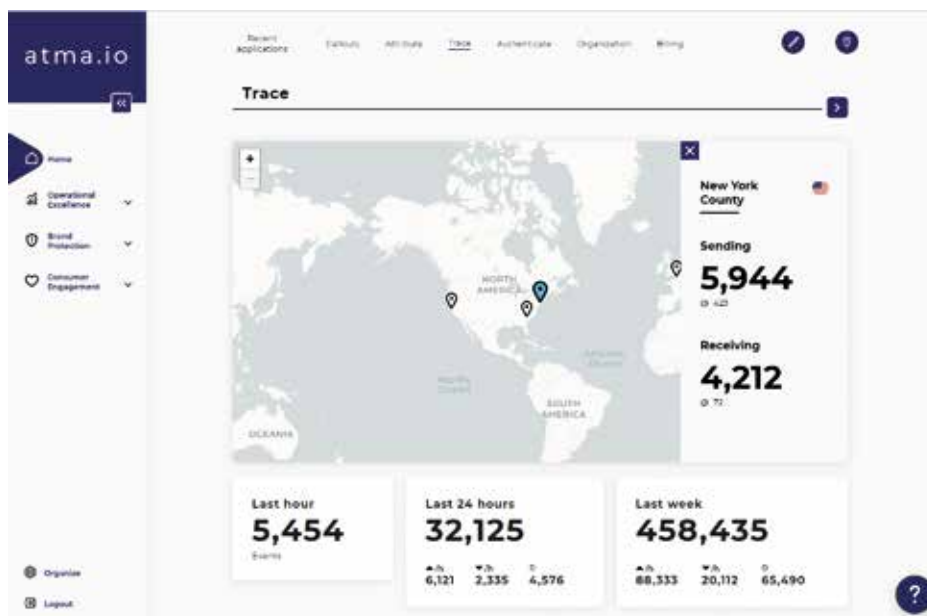 atma.io
Recent
applications
Callouts Attribute Trace Authenticate Organization Billing
Trace
Home
Operational
Excellence
Brand
Protection
Consumer
Engagement
+
-
NORTH
AMERICA
SOUTH
AMERICA
OCEANIA
New York
County
Sending
5,944
Receiving
4,212
Last hour
5,454
Events
Last 24 hours
32,125
6,121 2,335 4,576
Last week
458,435
88,333 20,112 65,490
Organize
Logout
?